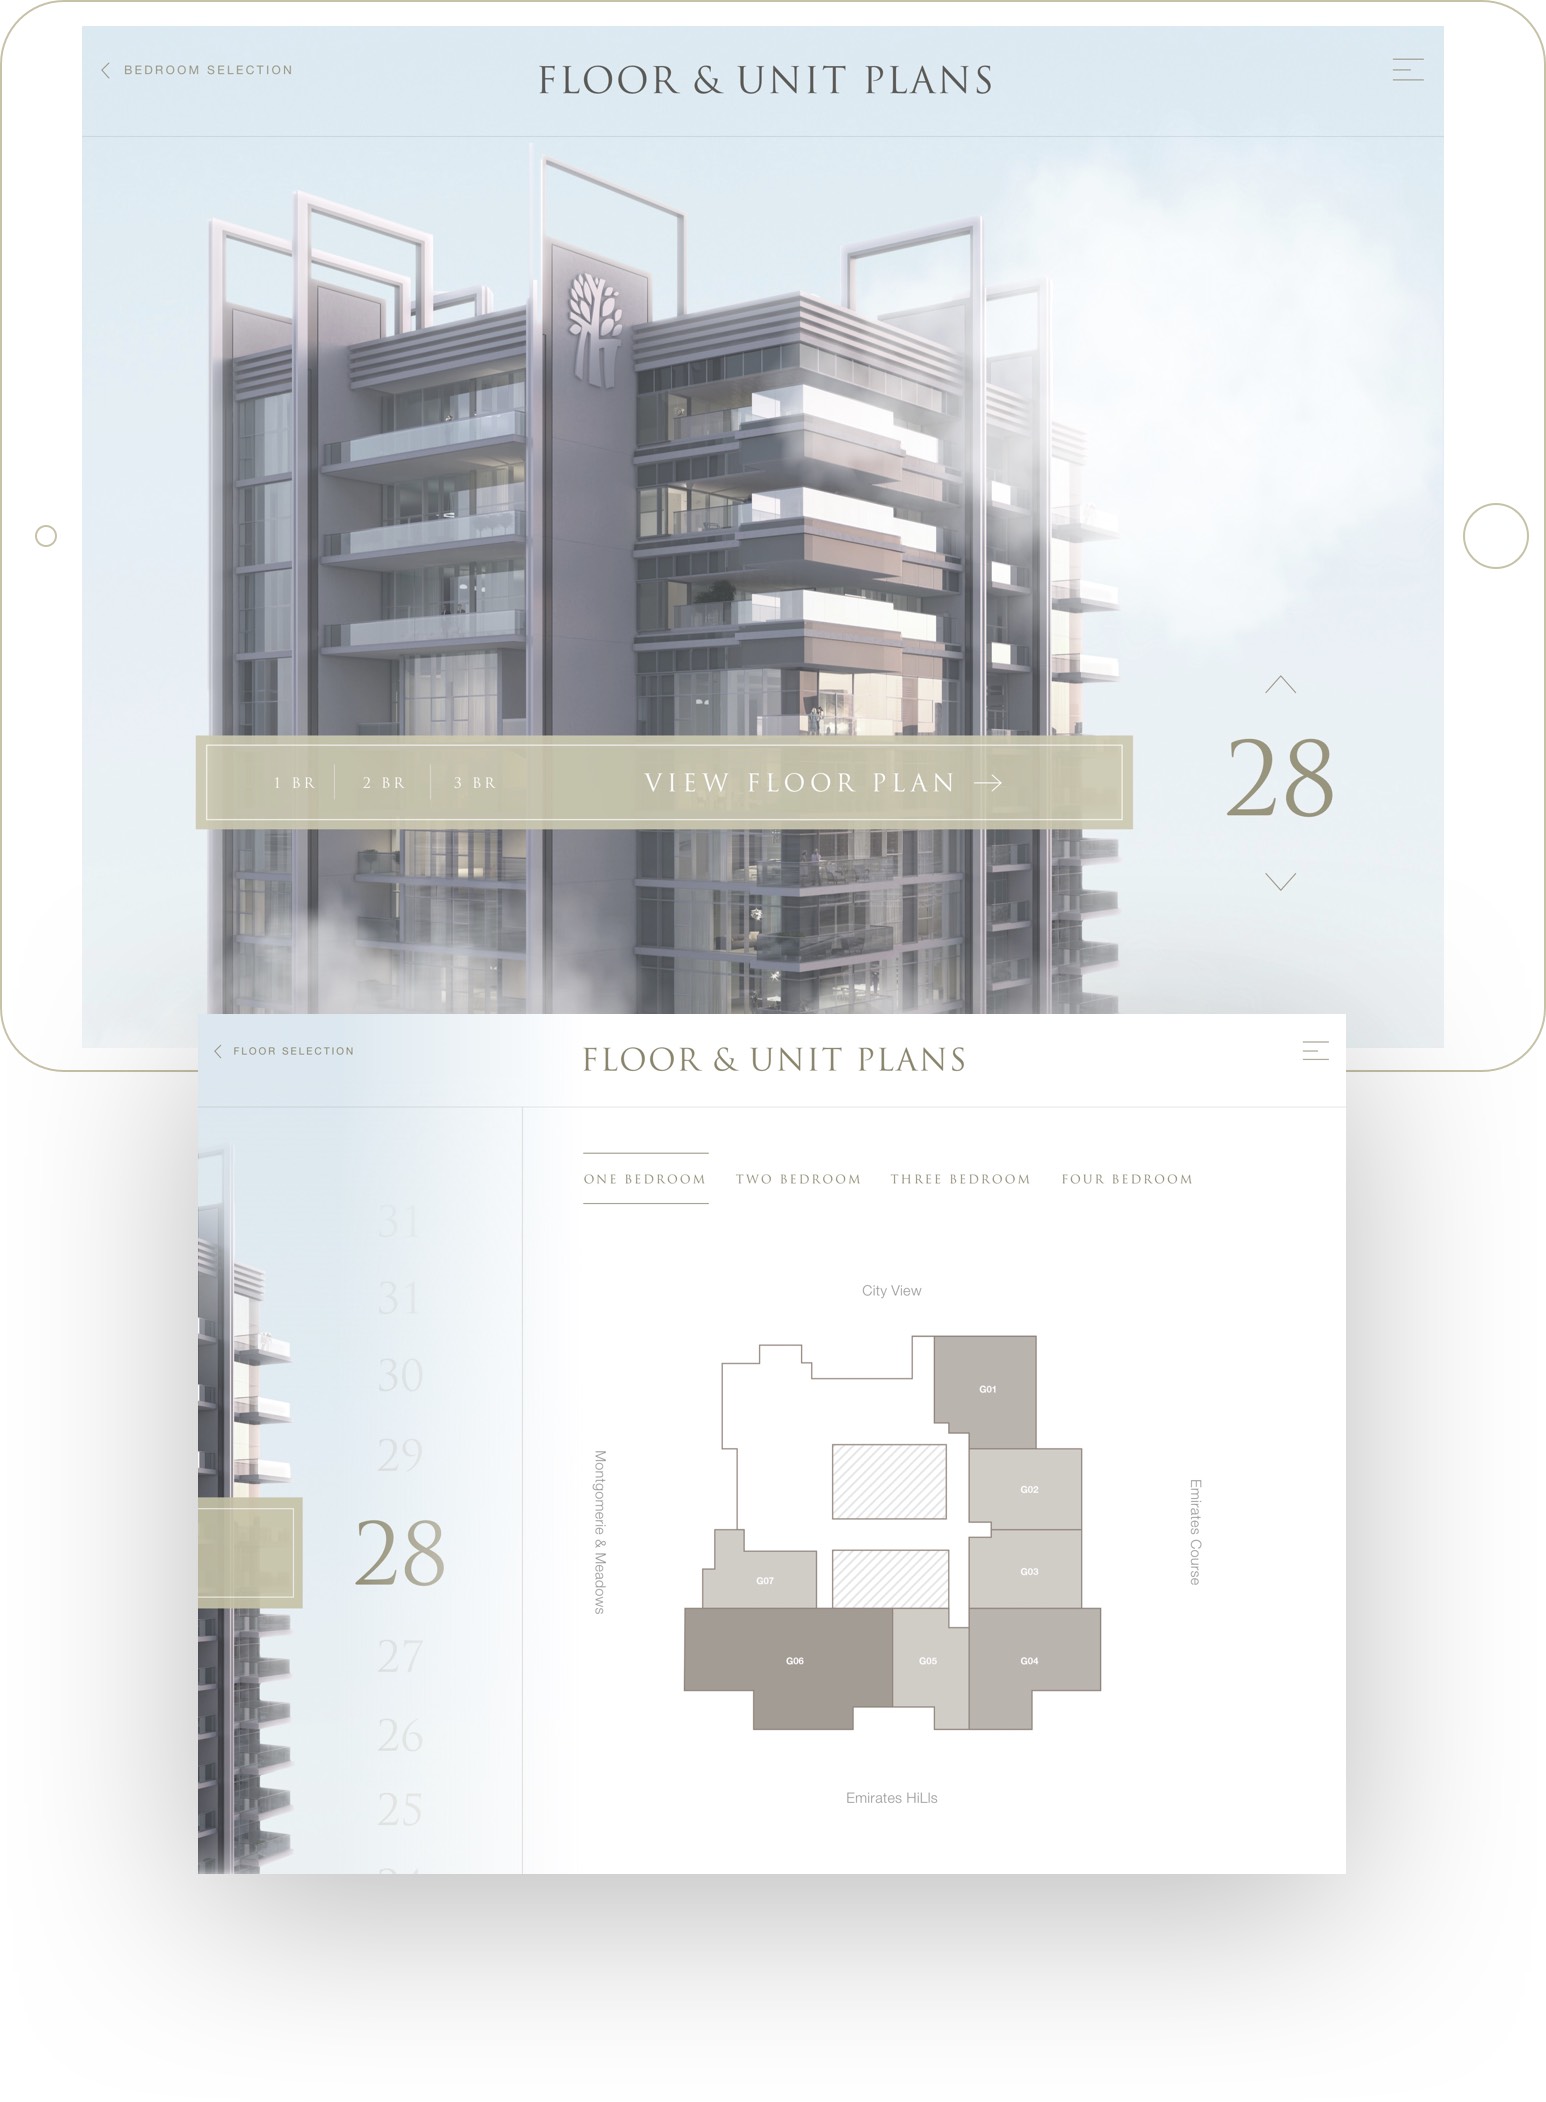 BEDROOM SELECTION
FLOOR & UNIT PLANS
1 BR
2 BR
3 BR
VIEW FLOOR PLAN
28
FLOOR SELECTION
FLOOR & UNIT PLANS
ONE BEDROOM
TWO BEDROOM
THREE BEDROOM
FOUR BEDROOM
31
31
30
29
28
27
26
25
City View
Montgomerie & Meadows
Emirates Course
G01
G02
G03
G07
G06
G05
G04
Emirates HiLls